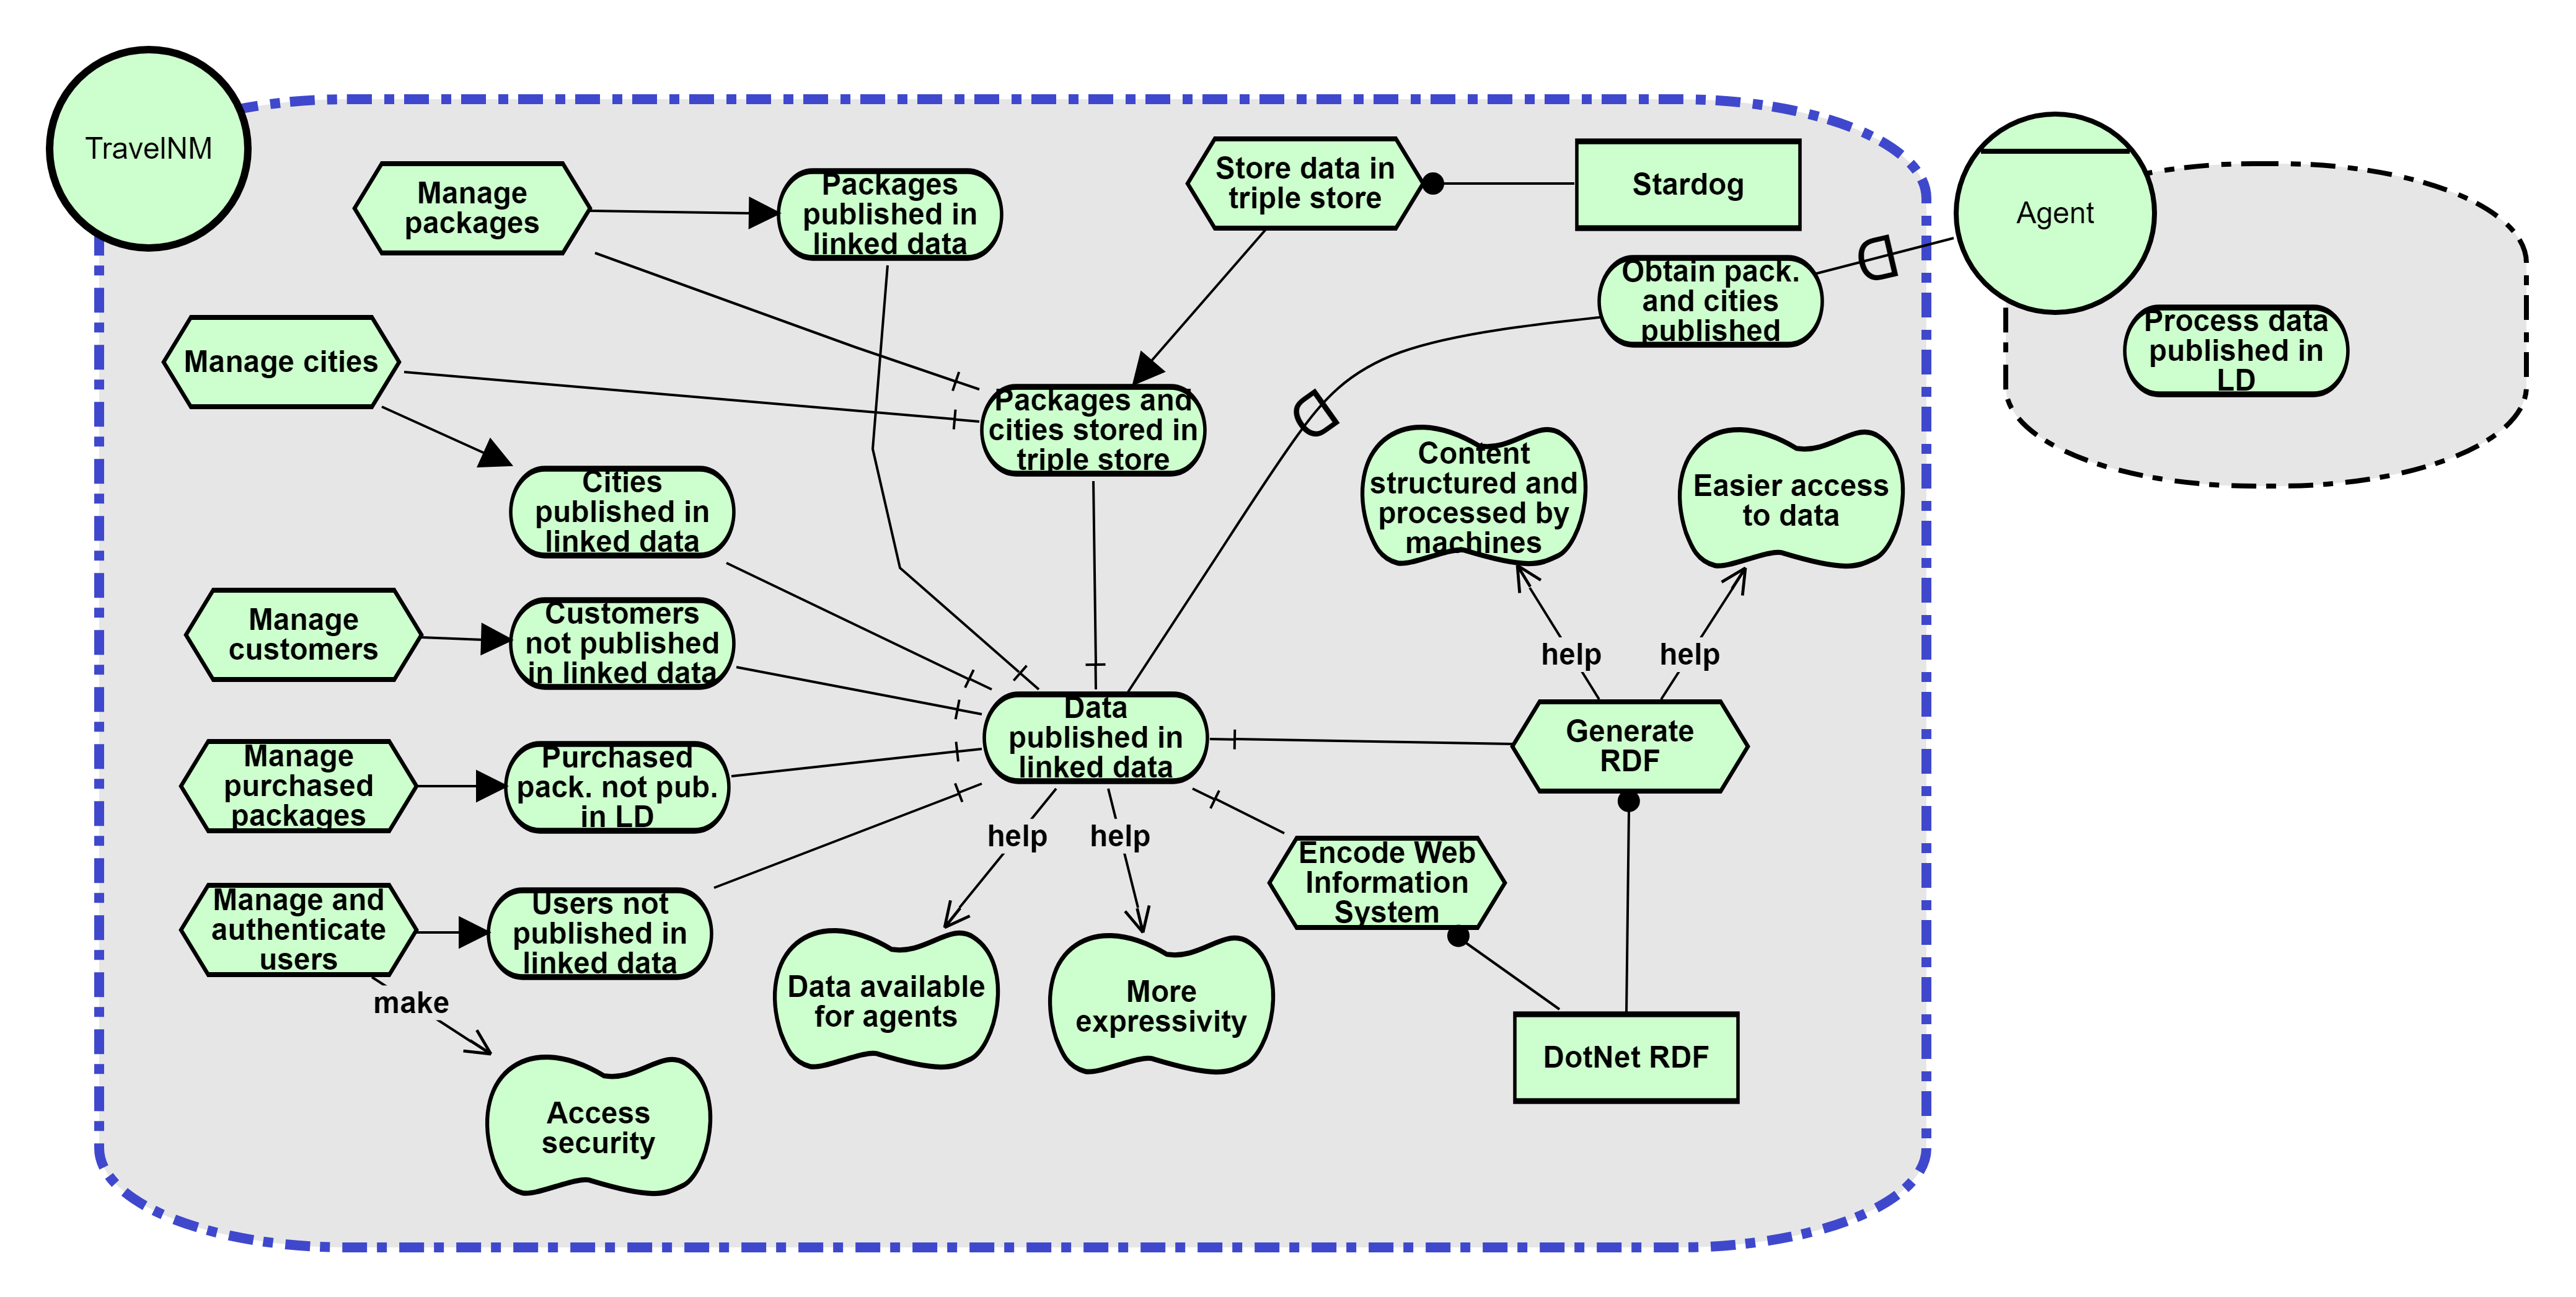 TravelNM
Manage
packages
Packages
published in
linked data
Store data in
triple store
Stardog
Agent
Obtain pack.
and cities
published
Process data
published in
LD
Manage cities
Packages and
cities stored in
triple store
Cities
published in
linked data
Content
structured and
processed by
machines
Easier access
to data
Manage
customers
Customers
not published
in linked data
help
help
Data
published in
linked data
Generate
RDF
Manage
purchased
packages
Purchased
pack. not pub.
in LD
help
help
Encode Web
Information
System
Manage and
authenticate
users
Users not
published in
linked data
make
Data available
for agents
More
expressivity
DotNet RDF
Access
security